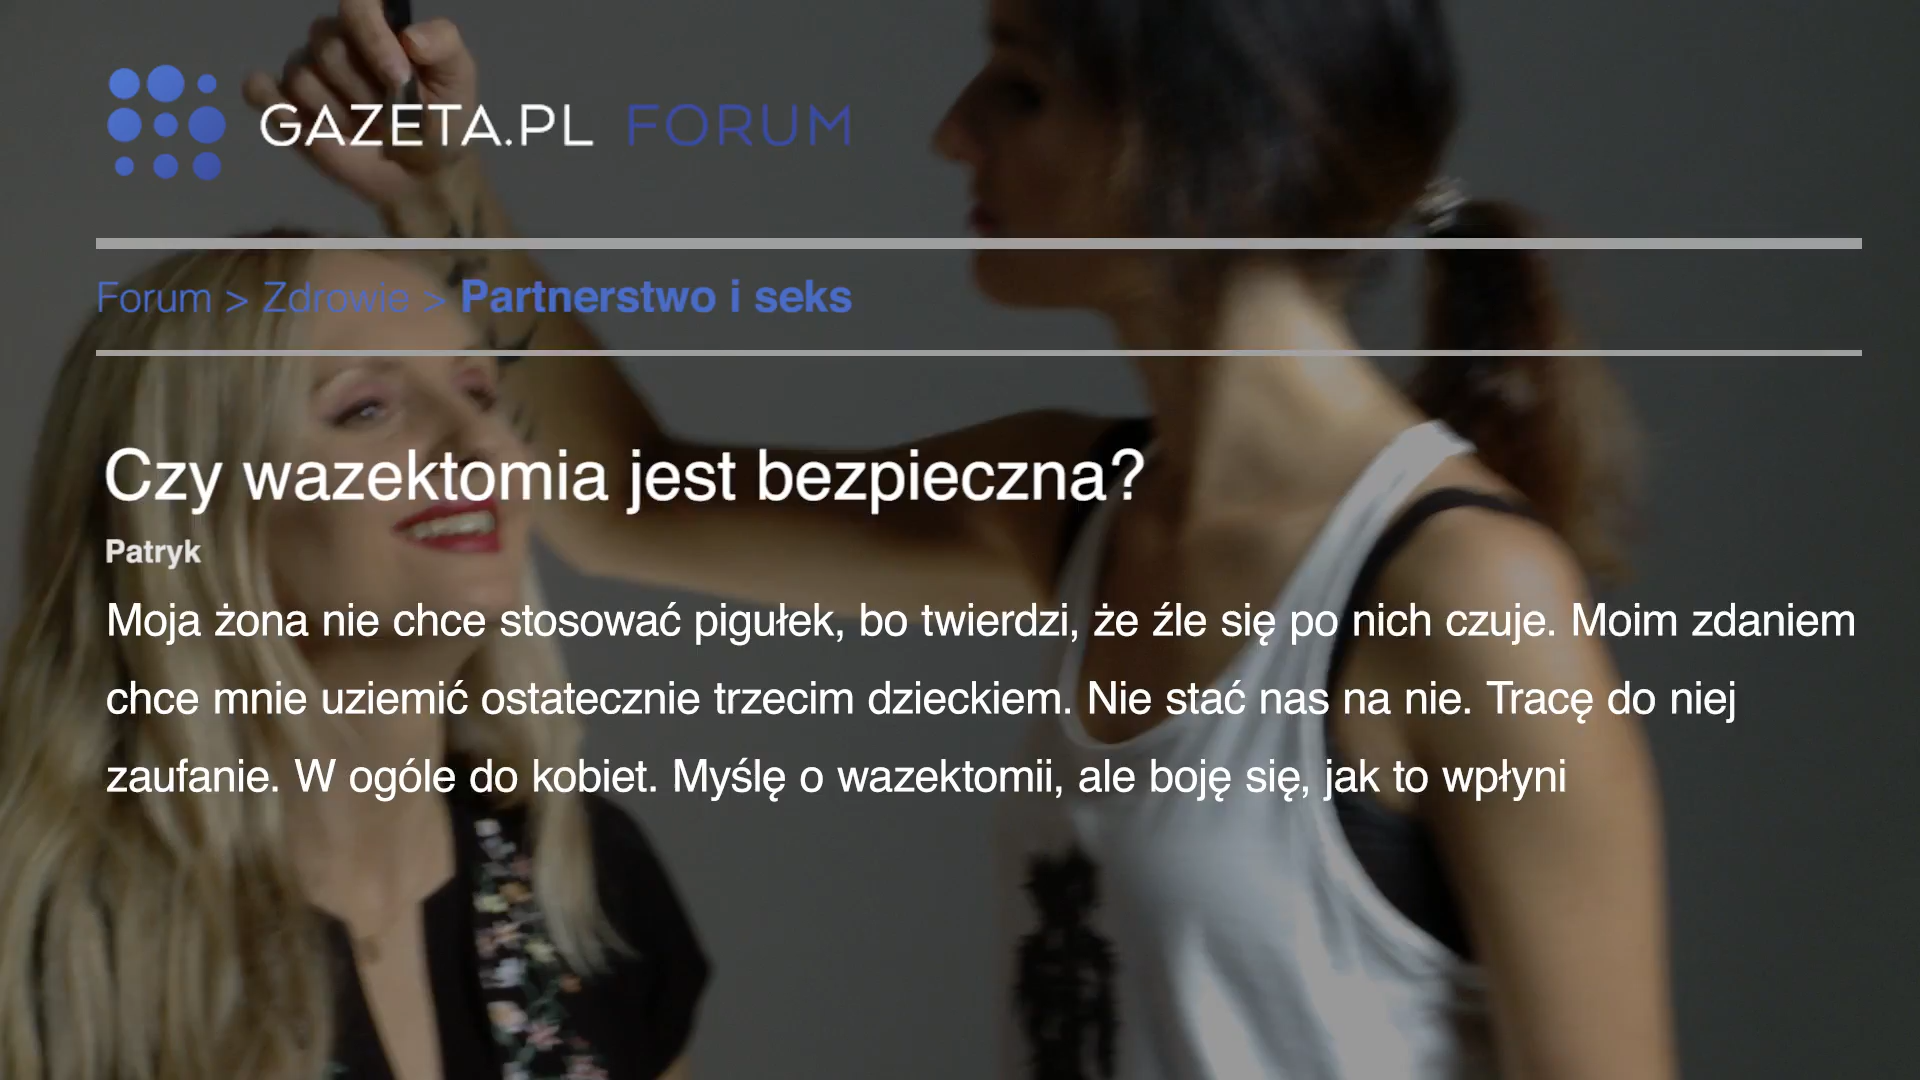 GAZETA.PL FORUM
Forum > Zdrowie > Partnerstwo i seks
Czy wazektomia jest bezpieczna?
Patryk
Moja żona nie chce stosować pigułek, bo twierdzi, że źle się po nich czuje. Moim zdaniem
chce mnie uziemić ostatecznie trzecim dzieckiem. Nie stać nas na nie. Tracę do niej
zaufanie. W ogóle do kobiet. Myślę o wazektomii, ale boję się, jak to wpłyni